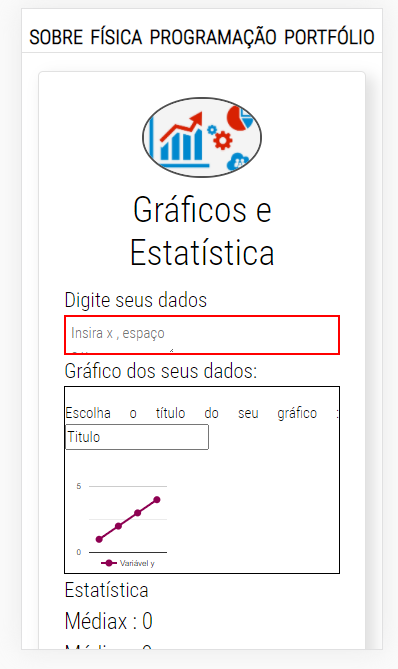 SOBRE FÍSICA PROGRAMAÇÃO PORTFÓLIO
Gráficos e
Estatística
Digite seus dados
Insira x , espaço
Gráfico dos seus dados:
Escolha o título do seu gráfico :
Titulo
5
0
Variável y
Estatística
Médiax : 0